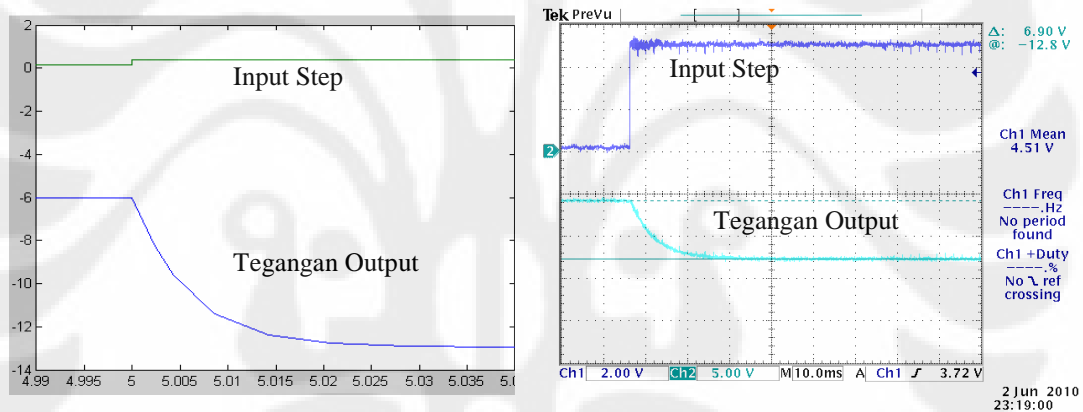 2
0
-2
-4
-6
-8
-10
-12
-14
4.99 4.995 5 5.005 5.01 5.015 5.02 5.025 5.03 5.035 5.0
Input Step
Tegangan Output
Tek PreVu
Δ: 6.90 V
@: -12.8 V
Input Step
2
Ch1 Mean
4.51 V
Ch1 Freq
----.Hz
No period
found
Tegangan Output
Ch1 +Duty
----.%
No ref
crossing
Ch1 2.00 V Ch2 5.00 V M 10.0ms A Ch1 3.72 V
2 Jun 2010
23:19:00